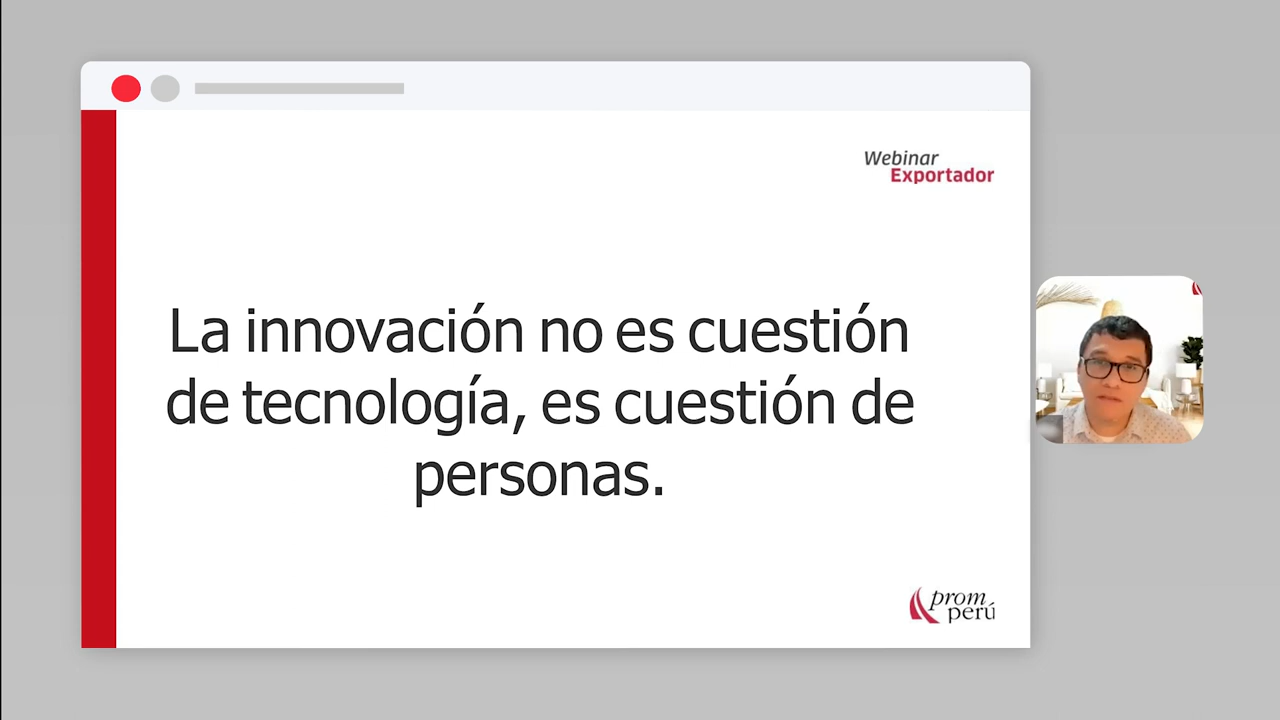 Webinar
Exportador
La innovación no es cuestión
de tecnología, es cuestión de
personas.
prom
perú